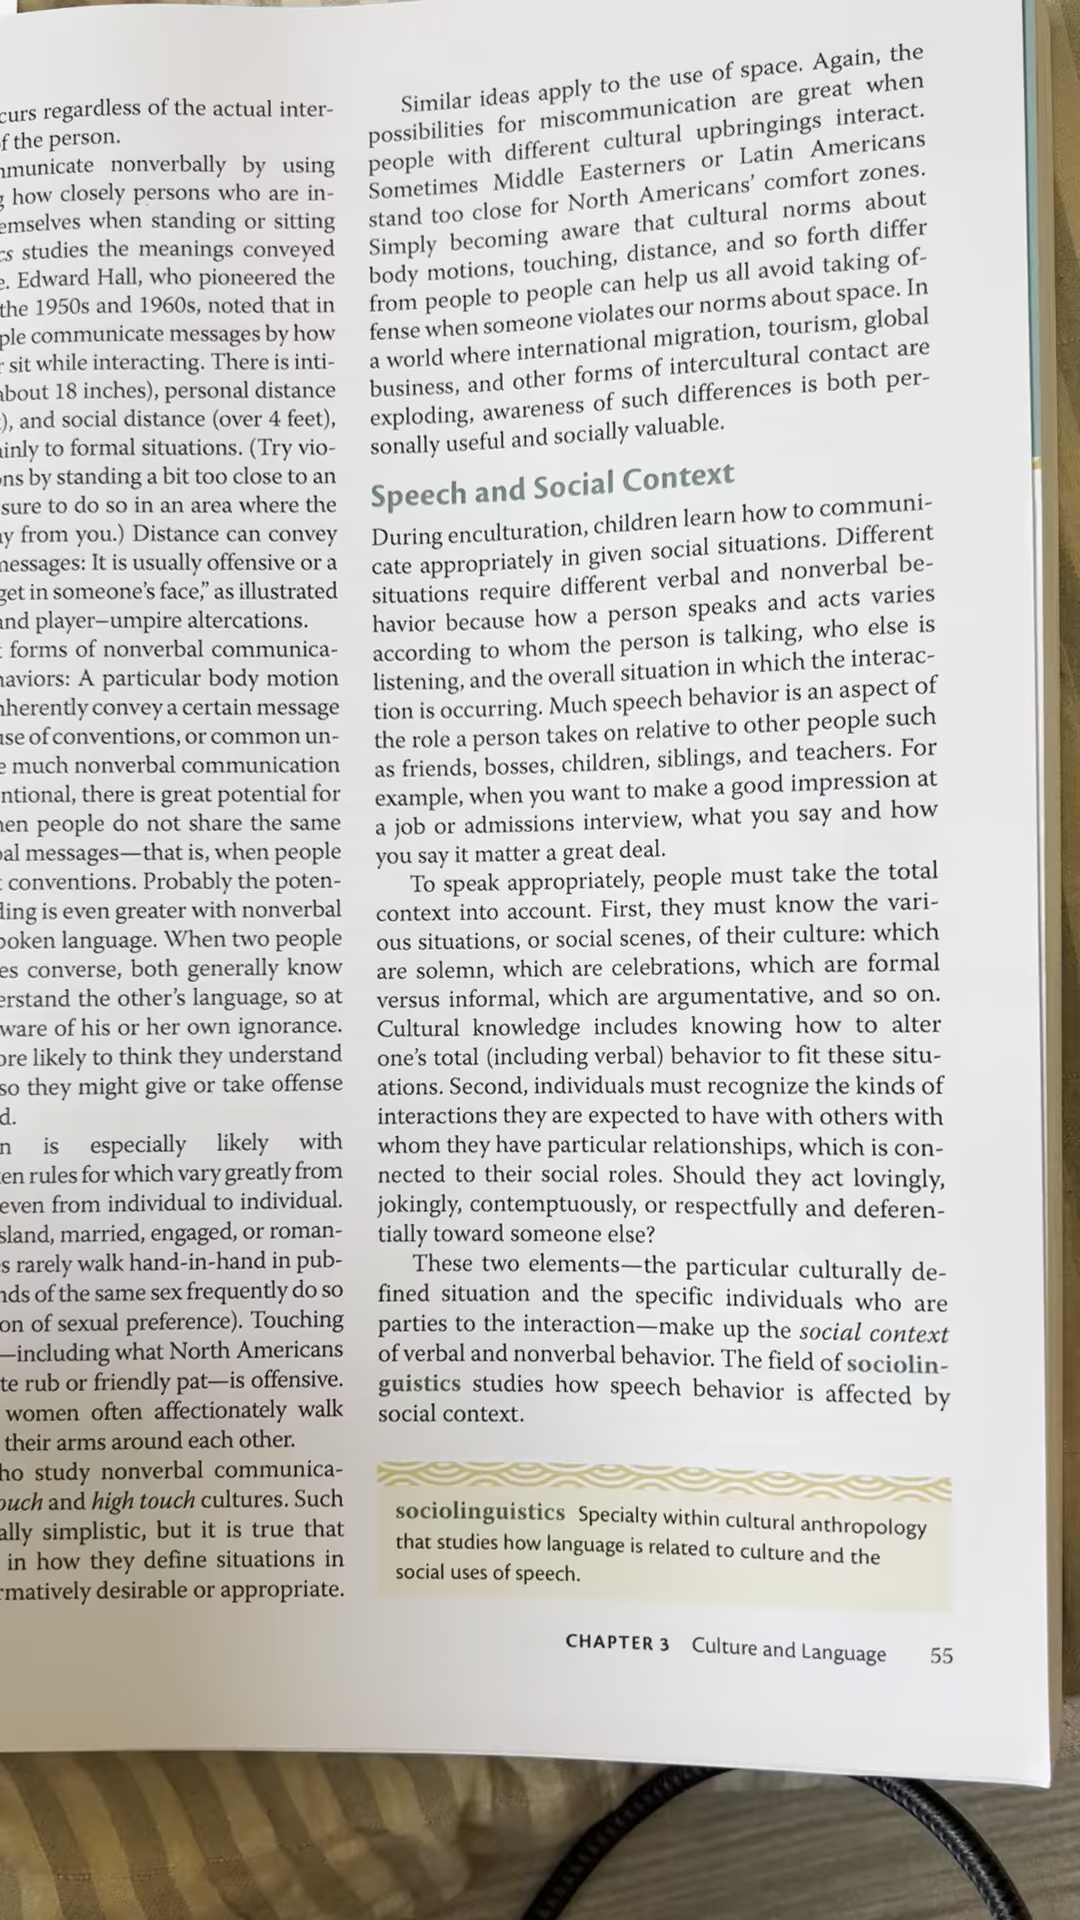 curs regardless of the actual inter-
f the person.
municate nonverbally by using
how closely persons who are in-
emselves when standing or sitting
cs studies the meanings conveyed
e. Edward Hall, who pioneered the
the 1950s and 1960s, noted that in
ple communicate messages by how
r sit while interacting. There is inti-
about 18 inches), personal distance
), and social distance (over 4 feet),
ainly to formal situations. (Try vio-
ons by standing a bit too close to an
sure to do so in an area where the
ay from you.) Distance can convey
messages: It is usually offensive or a
get in someone's face," as illustrated
and player–umpire altercations.
t forms of nonverbal communica-
haviors: A particular body motion
nherently convey a certain message
use of conventions, or common un-
e much nonverbal communication
ntional, there is great potential for
hen people do not share the same
bal messages—that is, when people
t conventions. Probably the poten-
ding is even greater with nonverbal
poken language. When two people
es converse, both generally know
erstand the other's language, so at
ware of his or her own ignorance.
ore likely to think they understand
so they might give or take offense
d.
n is especially likely with
ten rules for which vary greatly from
even from individual to individual.
sland, married, engaged, or roman-
s rarely walk hand-in-hand in pub-
nds of the same sex frequently do so
on of sexual preference). Touching
—including what North Americans
te rub or friendly pat—is offensive.
women often affectionately walk
their arms around each other.
ho study nonverbal communica-
ouch and high touch cultures. Such
ally simplistic, but it is true that
in how they define situations in
rmatively desirable or appropriate.
Similar ideas apply to the use of space. Again, the
possibilities for miscommunication are great when
people with different cultural upbringings interact.
Sometimes Middle Easterners or Latin Americans
stand too close for North Americans' comfort zones.
Simply becoming aware that cultural norms about
body motions, touching, distance, and so forth differ
from people to people can help us all avoid taking of-
fense when someone violates our norms about space. In
a world where international migration, tourism, global
business, and other forms of intercultural contact are
exploding, awareness of such differences is both per-
sonally useful and socially valuable.
Speech and Social Context
During enculturation, children learn how to communi-
cate appropriately in given social situations. Different
situations require different verbal and nonverbal be-
havior because how a person speaks and acts varies
according to whom the person is talking, who else is
listening, and the overall situation in which the interac-
tion is occurring. Much speech behavior is an aspect of
the role a person takes on relative to other people such
as friends, bosses, children, siblings, and teachers. For
example, when you want to make a good impression at
a job or admissions interview, what you say and how
you say it matter a great deal.
To speak appropriately, people must take the total
context into account. First, they must know the vari-
ous situations, or social scenes, of their culture: which
are solemn, which are celebrations, which are formal
versus informal, which are argumentative, and so on.
Cultural knowledge includes knowing how to alter
one's total (including verbal) behavior to fit these situ-
ations. Second, individuals must recognize the kinds of
interactions they are expected to have with others with
whom they have particular relationships, which is con-
nected to their social roles. Should they act lovingly,
jokingly, contemptuously, or respectfully and deferen-
tially toward someone else?
These two elements—the particular culturally de-
fined situation and the specific individuals who are
parties to the interaction—make up the social context
of verbal and nonverbal behavior. The field of sociolin-
guistics studies how speech behavior is affected by
social context.
sociolinguistics Specialty within cultural anthropology
that studies how language is related to culture and the
social uses of speech.
CHAPTER 3 Culture and Language 55